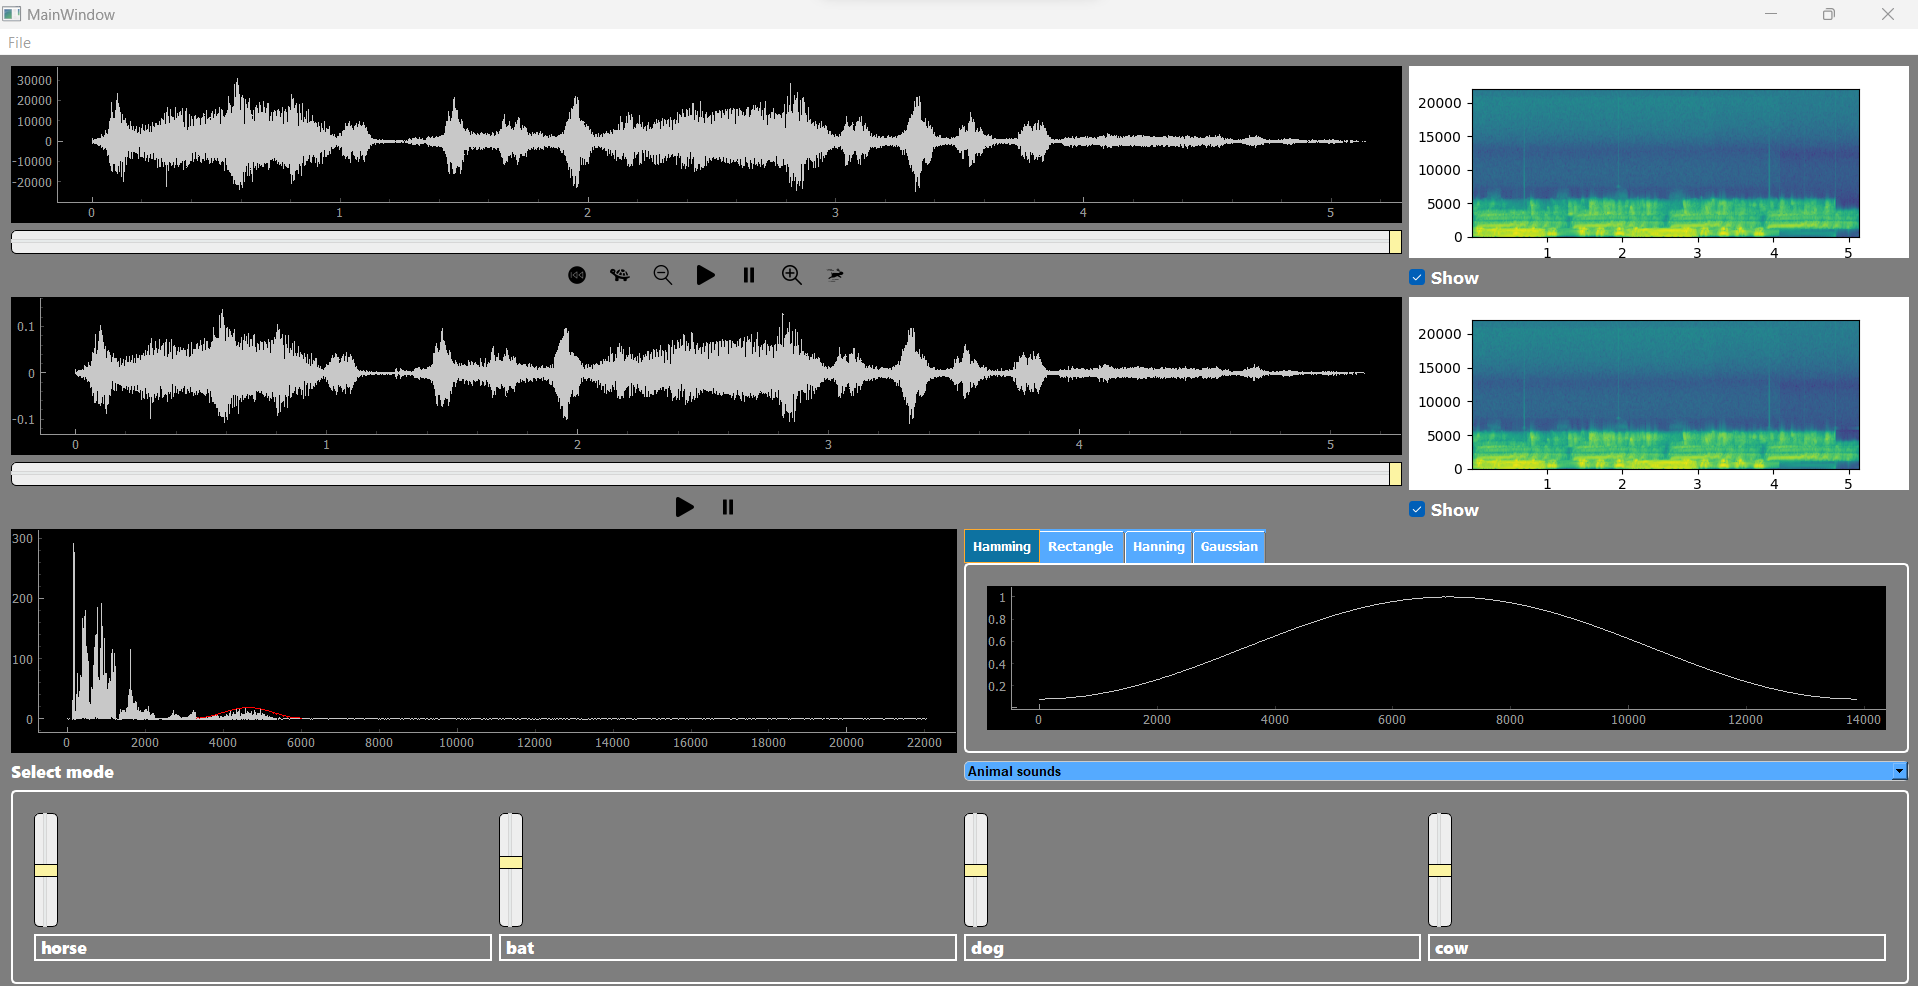 MainWindow
File
30000
20000
10000
0
-10000
-20000
0 1 2 3 4 5
20000
15000
10000
5000
0
1 2 3 4 5
Show
0.1
0
-0.1
0 1 2 3 4 5
20000
15000
10000
5000
0
1 2 3 4 5
Show
300
200
100
0
0 2000 4000 6000 8000 10000 12000 14000 16000 18000 20000 22000
Hamming Rectangle Hanning Gaussian
1
0.8
0.6
0.4
0.2
0 2000 4000 6000 8000 10000 12000 14000
Select mode
Animal sounds
horse bat dog cow